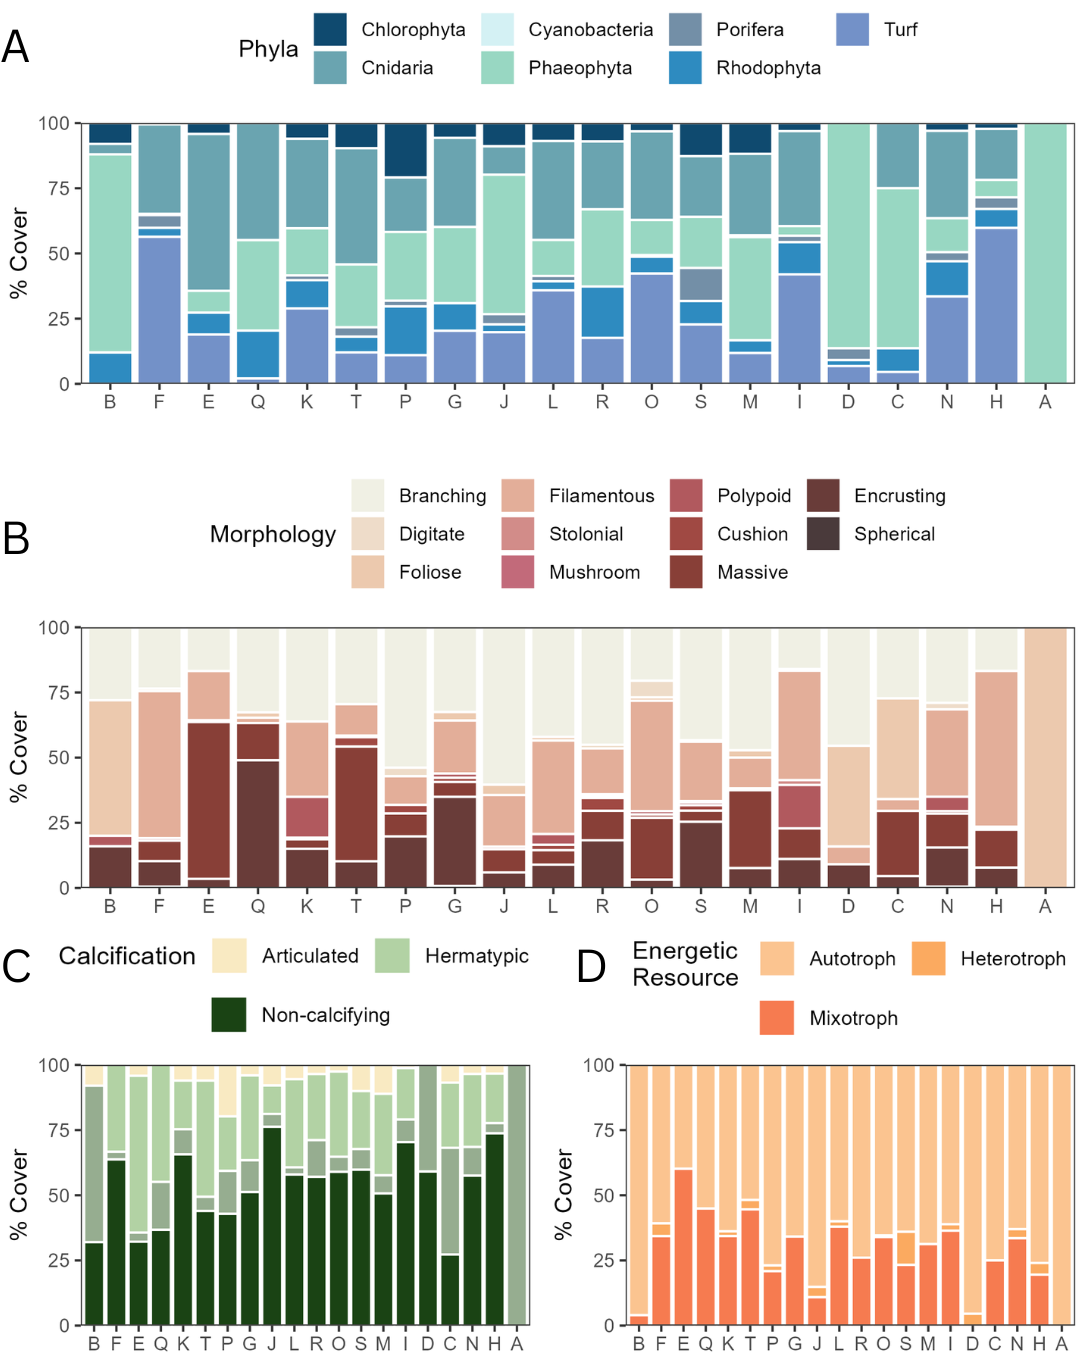 A
Phyla
Chlorophyta Cyanobacteria Porifera Turf
Cnidaria Phaeophyta Rhodophyta
% Cover
100
75
50
25
0
B F E Q K T P G J L R O S M I D C N H A
B
Morphology
Branching Filamentous Polypoid Encrusting
Digitate Stolonial Cushion Spherical
Foliose Mushroom Massive
% Cover
100
75
50
25
0
B F E Q K T P G J L R O S M I D C N H A
C
Calcification
Articulated Hermatypic
Non-calcifying
% Cover
100
75
50
25
0
B F E Q K T P G J L R O S M I D C N H A
D
Energetic
Resource
Autotroph Heterotroph
Mixotroph
% Cover
100
75
50
25
0
B F E Q K T P G J L R O S M I D C N H A